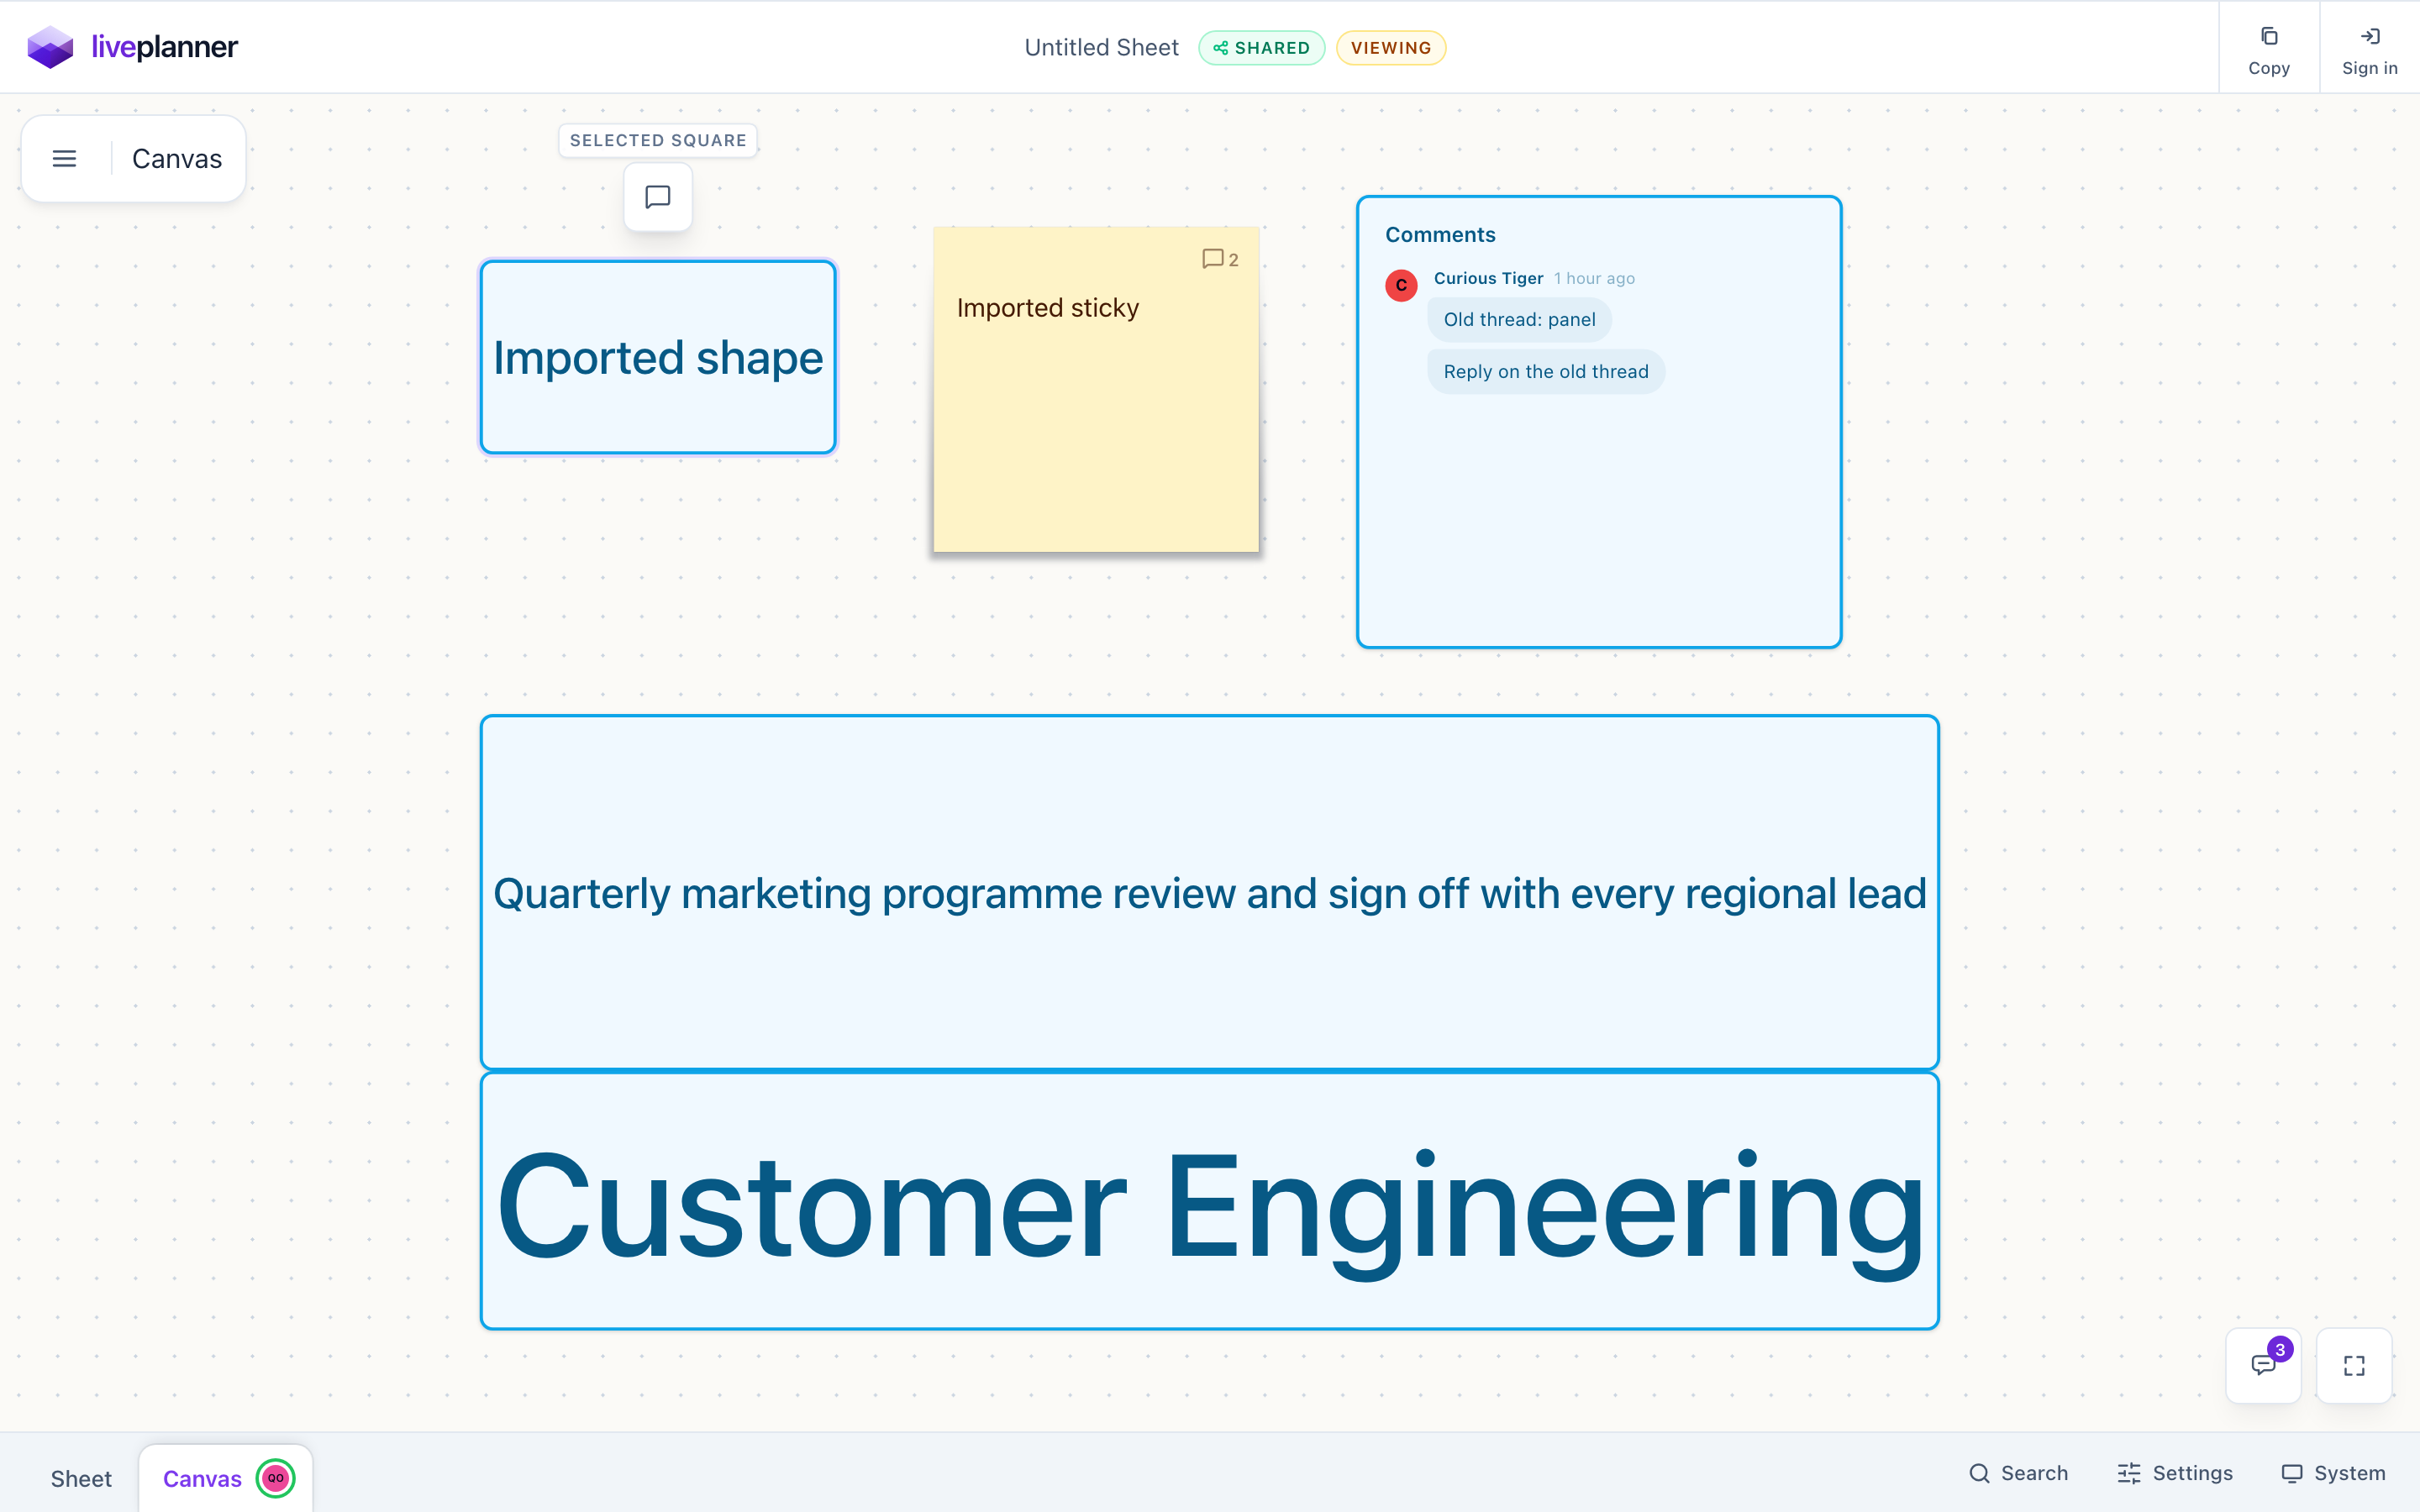 liveplanner
Untitled Sheet
SHARED
VIEWING
Copy
Sign in
Canvas
SELECTED SQUARE
Imported shape
2
Imported sticky
Comments
C
Curious Tiger 1 hour ago
Old thread: panel
Reply on the old thread
Quarterly marketing programme review and sign off with every regional lead
Customer Engineering
3
Sheet
Canvas
QO
Search
Settings
System